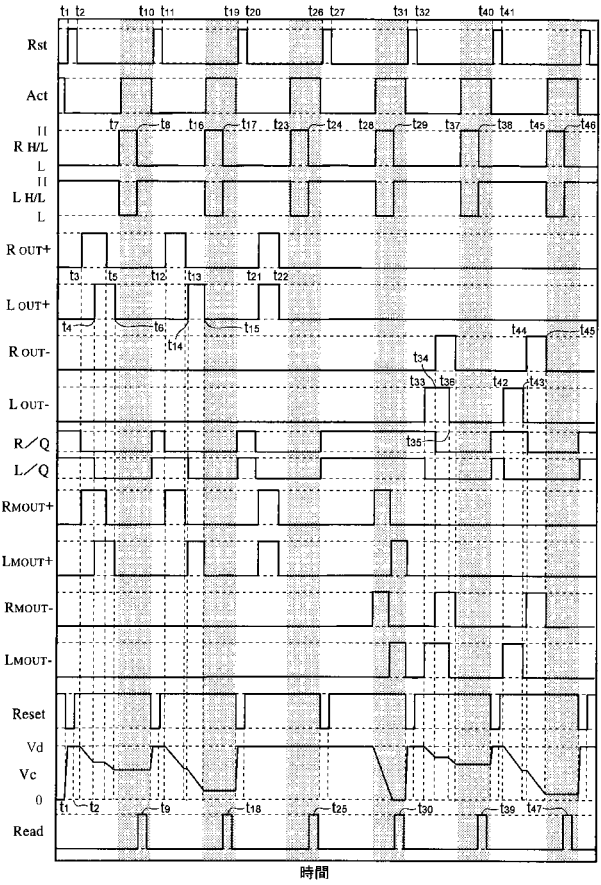 t1 t2 t10 t11 t19 t20 t26 t27 t31 t32 t40 t41
Rst
Act
t7 t8 t16 t17 t23 t24 t28 t29 t37 t38 t45 t46
H
R H/L
L
H
L H/L
L
R OUT+
t3 t5 t12 t13 t21 t22
L OUT+
t4 t6 t14 t15
t44 t45
R OUT-
t34
t33 t36 t42 t43
L OUT-
t35
R/Q
L/Q
RMOUT+
LMOUT+
RMOUT-
LMOUT-
Reset
Vd
Vc
0
t1 t2 t9 t18 t25 t30 t39 t47
Read
時間